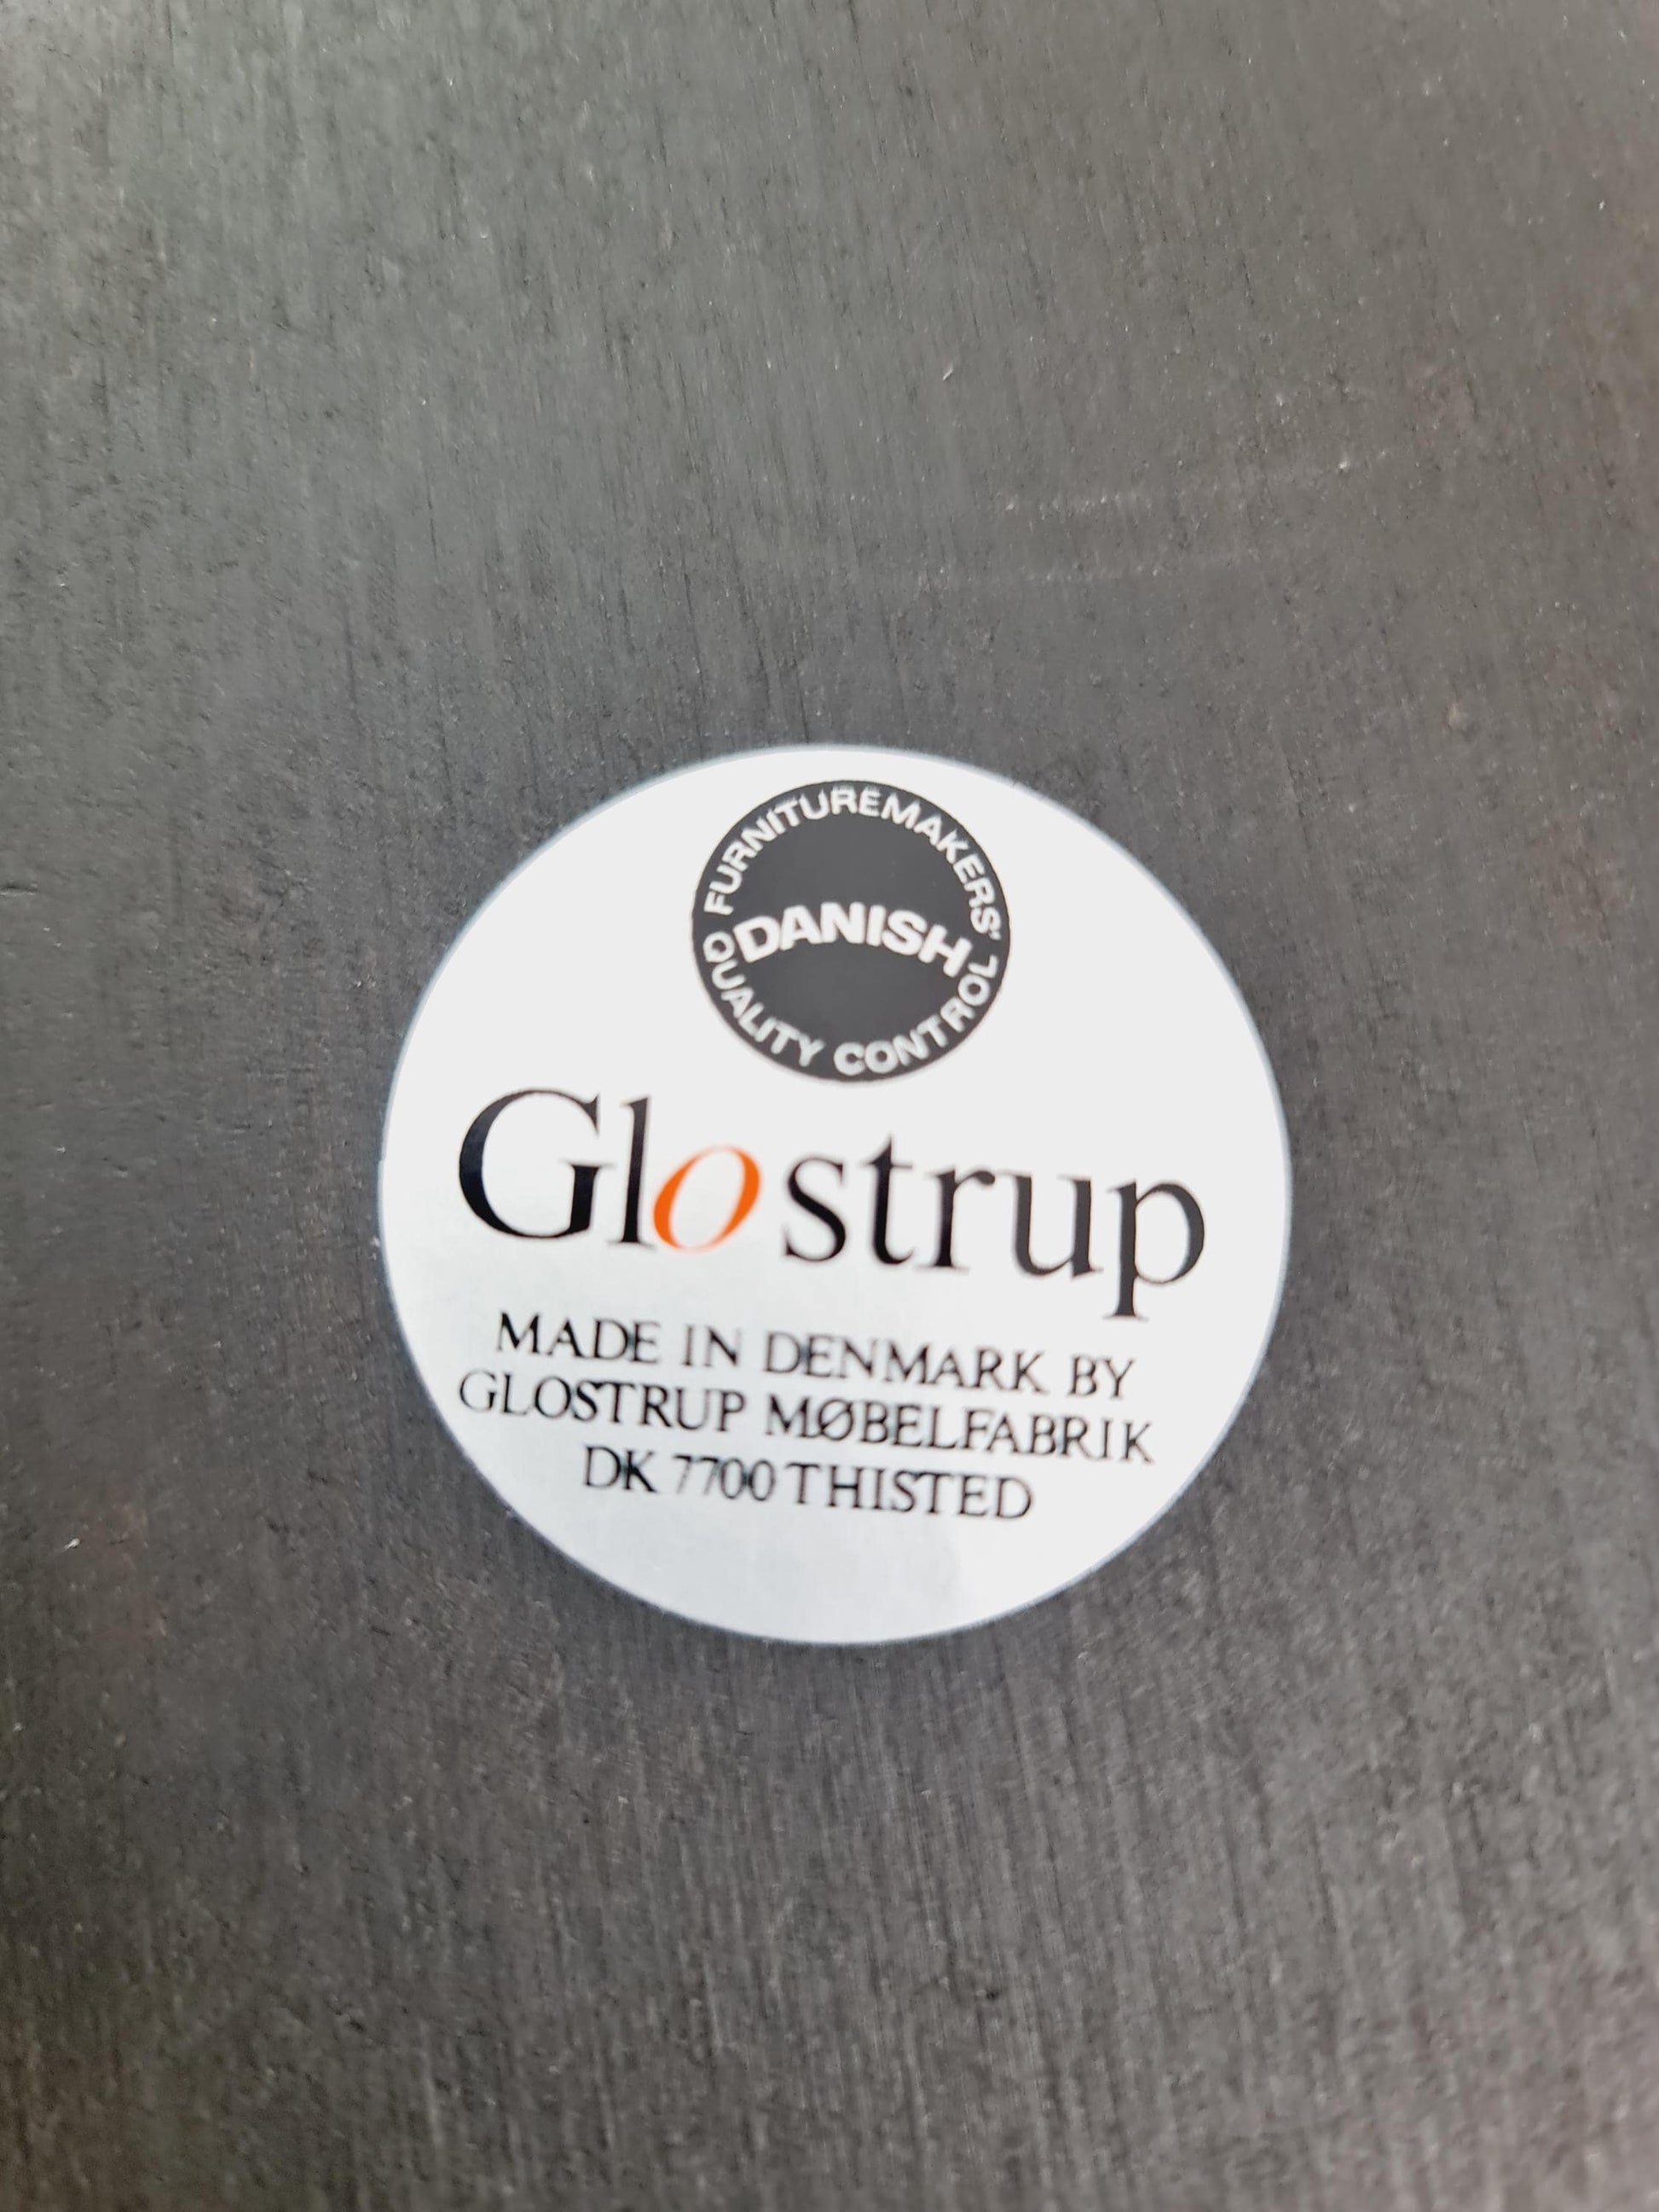 FURNITUREMAKERS'
DANISH
QUALITY CONTROL
Glostrup
MADE IN DENMARK BY
GLOSTRUP MØBELFABRIK
DK 7700 THISTED